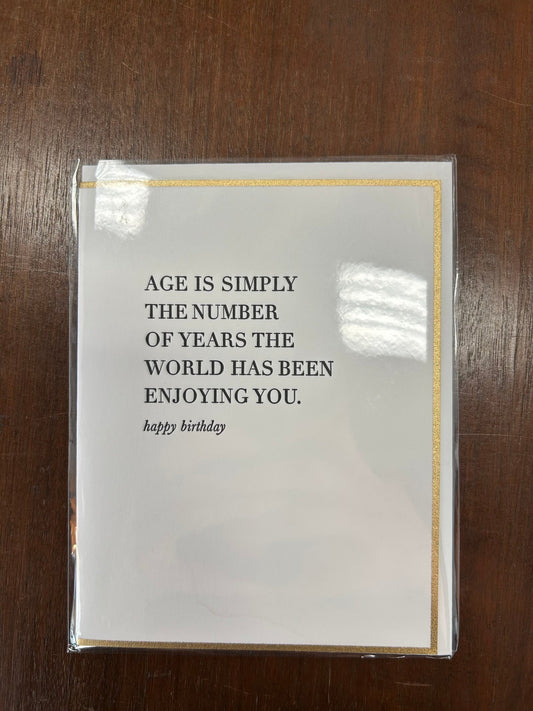 AGE IS SIMPLY
THE NUMBER
OF YEARS THE
WORLD HAS BEEN
ENJOYING YOU.
happy birthday